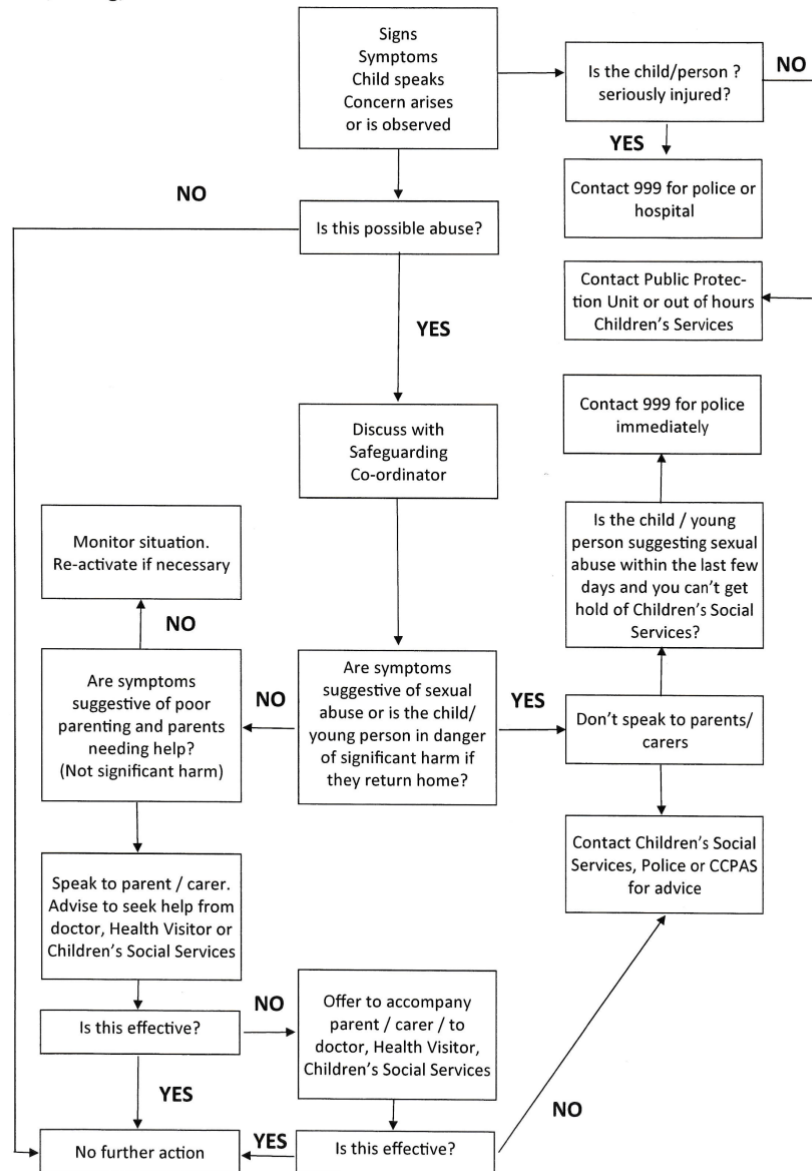 Signs
Symptoms
Child speaks
Concern arises
or is observed
Is the child/person ?
seriously injured?
NO
YES
Contact 999 for police or
hospital
NO
Is this possible abuse?
Contact Public Protec-
tion Unit or out of hours
Children's Services
YES
Contact 999 for police
immediately
Discuss with
Safeguarding
Co-ordinator
Monitor situation.
Re-activate if necessary
Is the child / young
person suggesting sexual
abuse within the last few
days and you can't get
hold of Children's Social
Services?
NO
Are symptoms
suggestive of poor
parenting and parents
needing help?
(Not significant harm)
NO
Are symptoms
suggestive of sexual
abuse or is the child/
young person in danger
of significant harm if
they return home?
YES
Don't speak to parents/
carers
Contact Children's Social
Services, Police or CCPAS
for advice
Speak to parent / carer.
Advise to seek help from
doctor, Health Visitor or
Children's Social Services
Is this effective?
NO
Offer to accompany
parent / carer / to
doctor, Health Visitor,
Children's Social Services
YES
NO
No further action
YES
Is this effective?